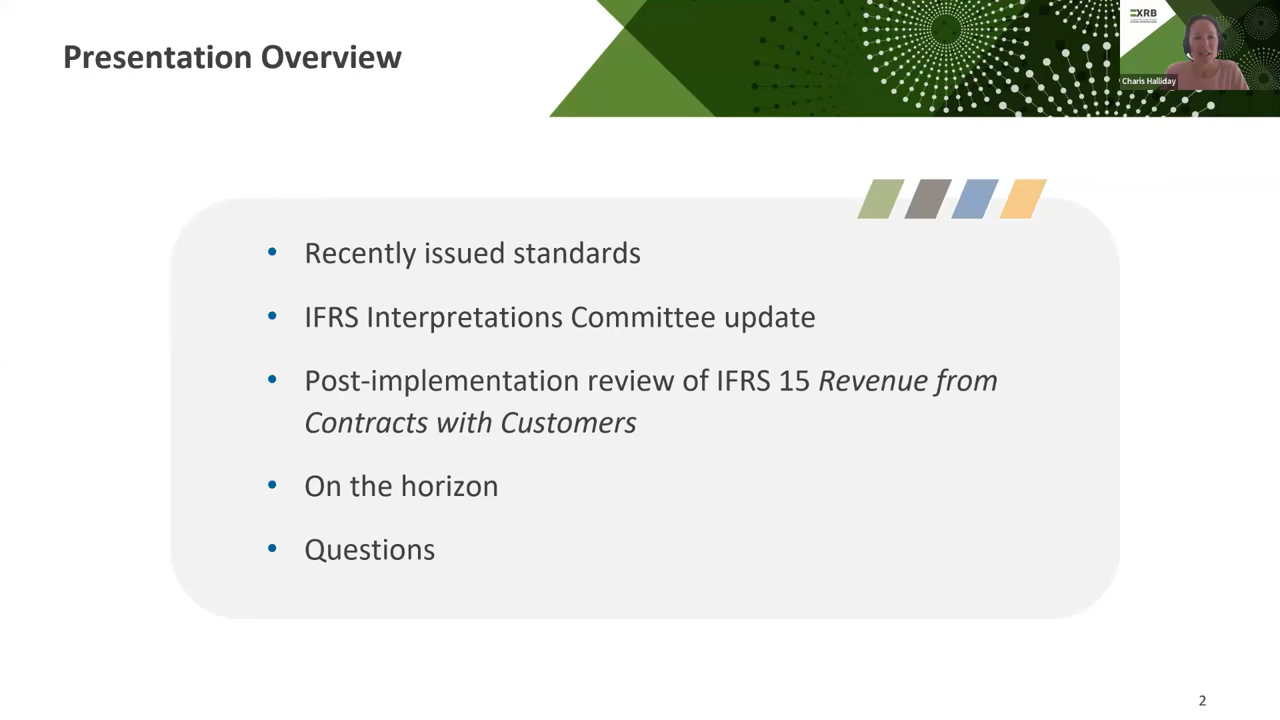 Presentation Overview
XRB
Charis Halliday
• Recently issued standards
• IFRS Interpretations Committee update
• Post-implementation review of IFRS 15 Revenue from
Contracts with Customers
• On the horizon
• Questions
2